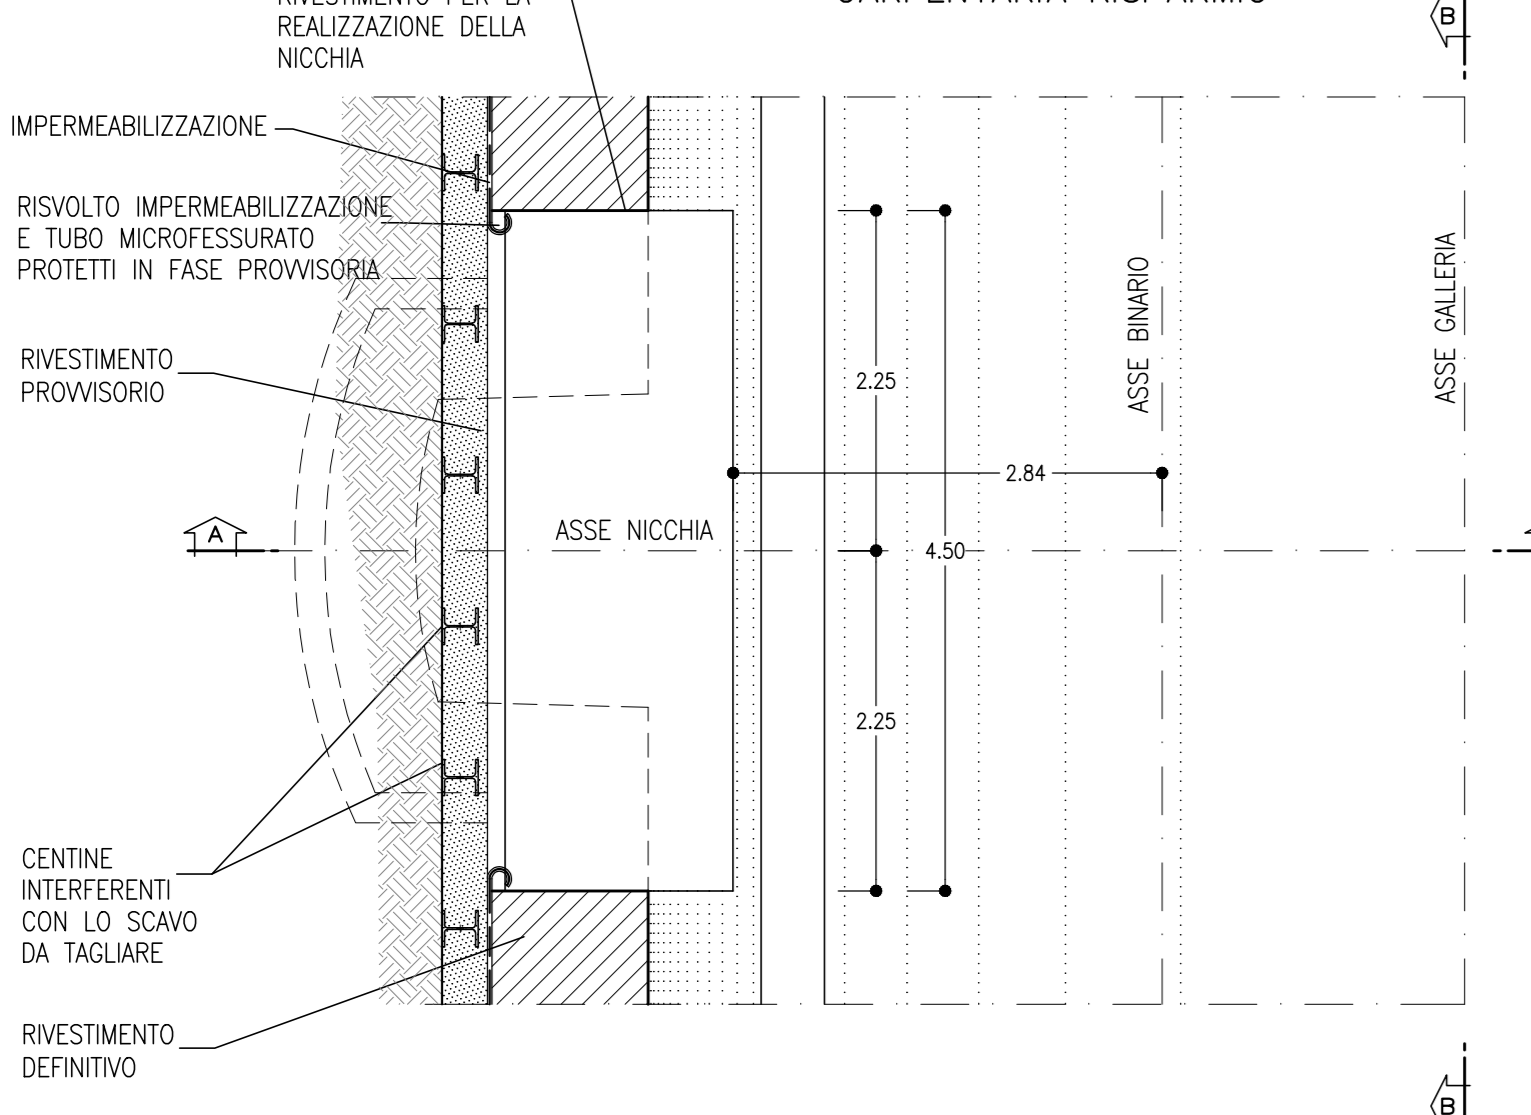 RIVESTIMENTO PER LA
REALIZZAZIONE DELLA
NICCHIA
CARPENTARIA RISPARMIO
B
IMPERMEABILIZZAZIONE
RISVOLTO IMPERMEABILIZZAZIONE
E TUBO MICROFESSURATO
PROTETTI IN FASE PROVVISORIA
RIVESTIMENTO
PROVVISORIO
2.25
ASSE BINARIO
ASSE GALLERIA
2.84
A
ASSE NICCHIA
4.50
2.25
CENTINE
INTERFERENTI
CON LO SCAVO
DA TAGLIARE
RIVESTIMENTO
DEFINITIVO
B